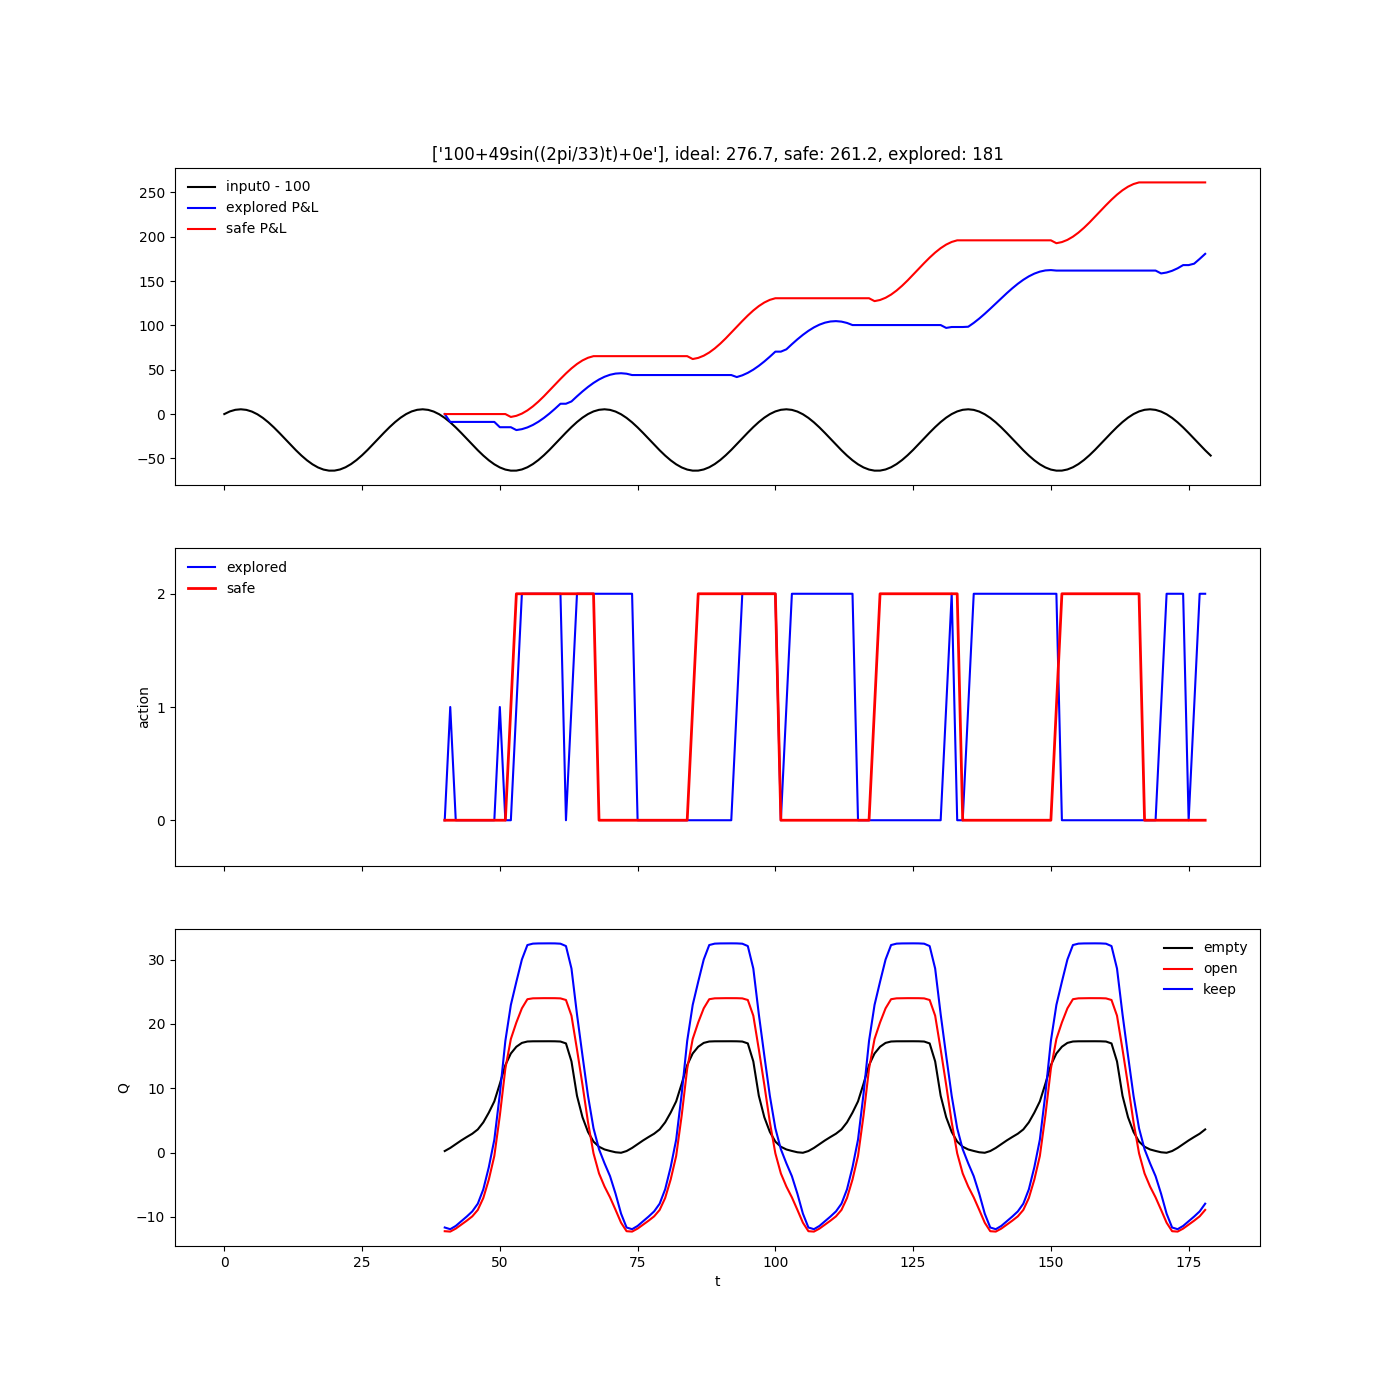 ['100+49sin((2pi/33)t)+0e'], ideal: 276.7, safe: 261.2, explored: 181
input0 - 100
explored P&L
safe P&L
250
200
150
100
50
0
−50
explored
safe
2
1
0
action
empty
open
keep
30
20
10
0
−10
Q
0 25 50 75 100 125 150 175
t